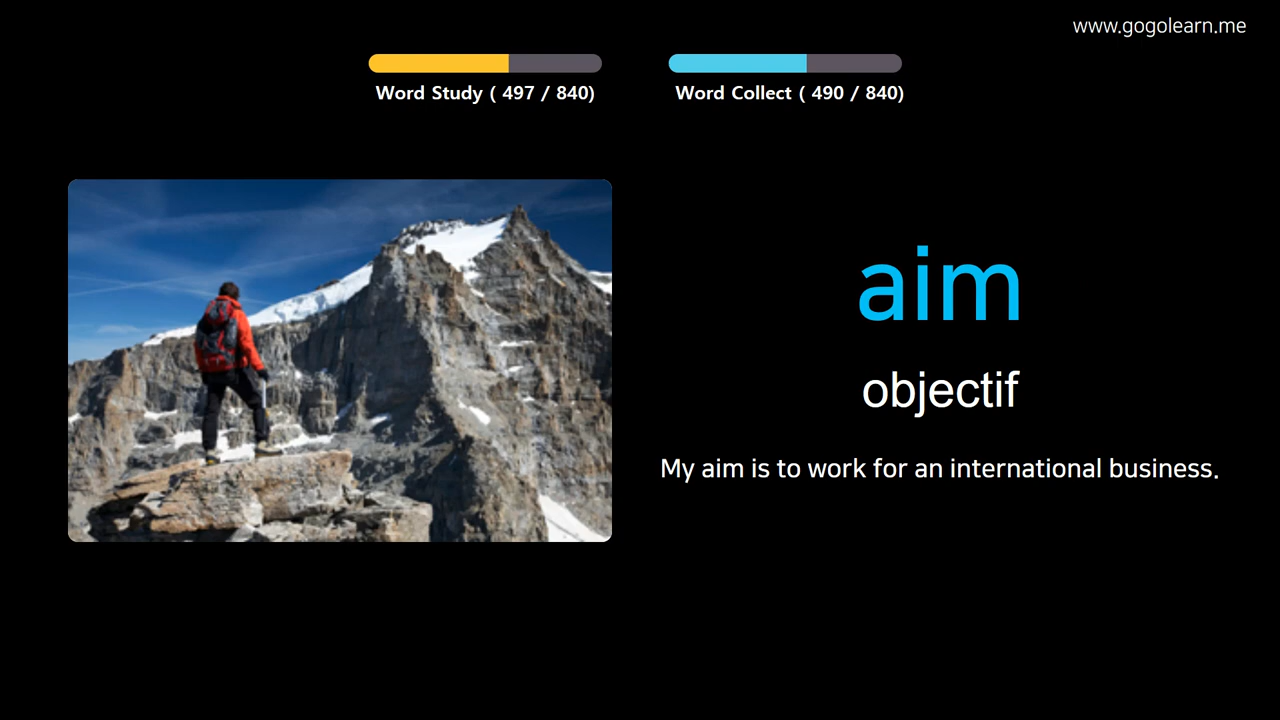 www.gogolearn.me
Word Study ( 497 / 840)
Word Collect ( 490 / 840)
aim
objectif
My aim is to work for an international business.